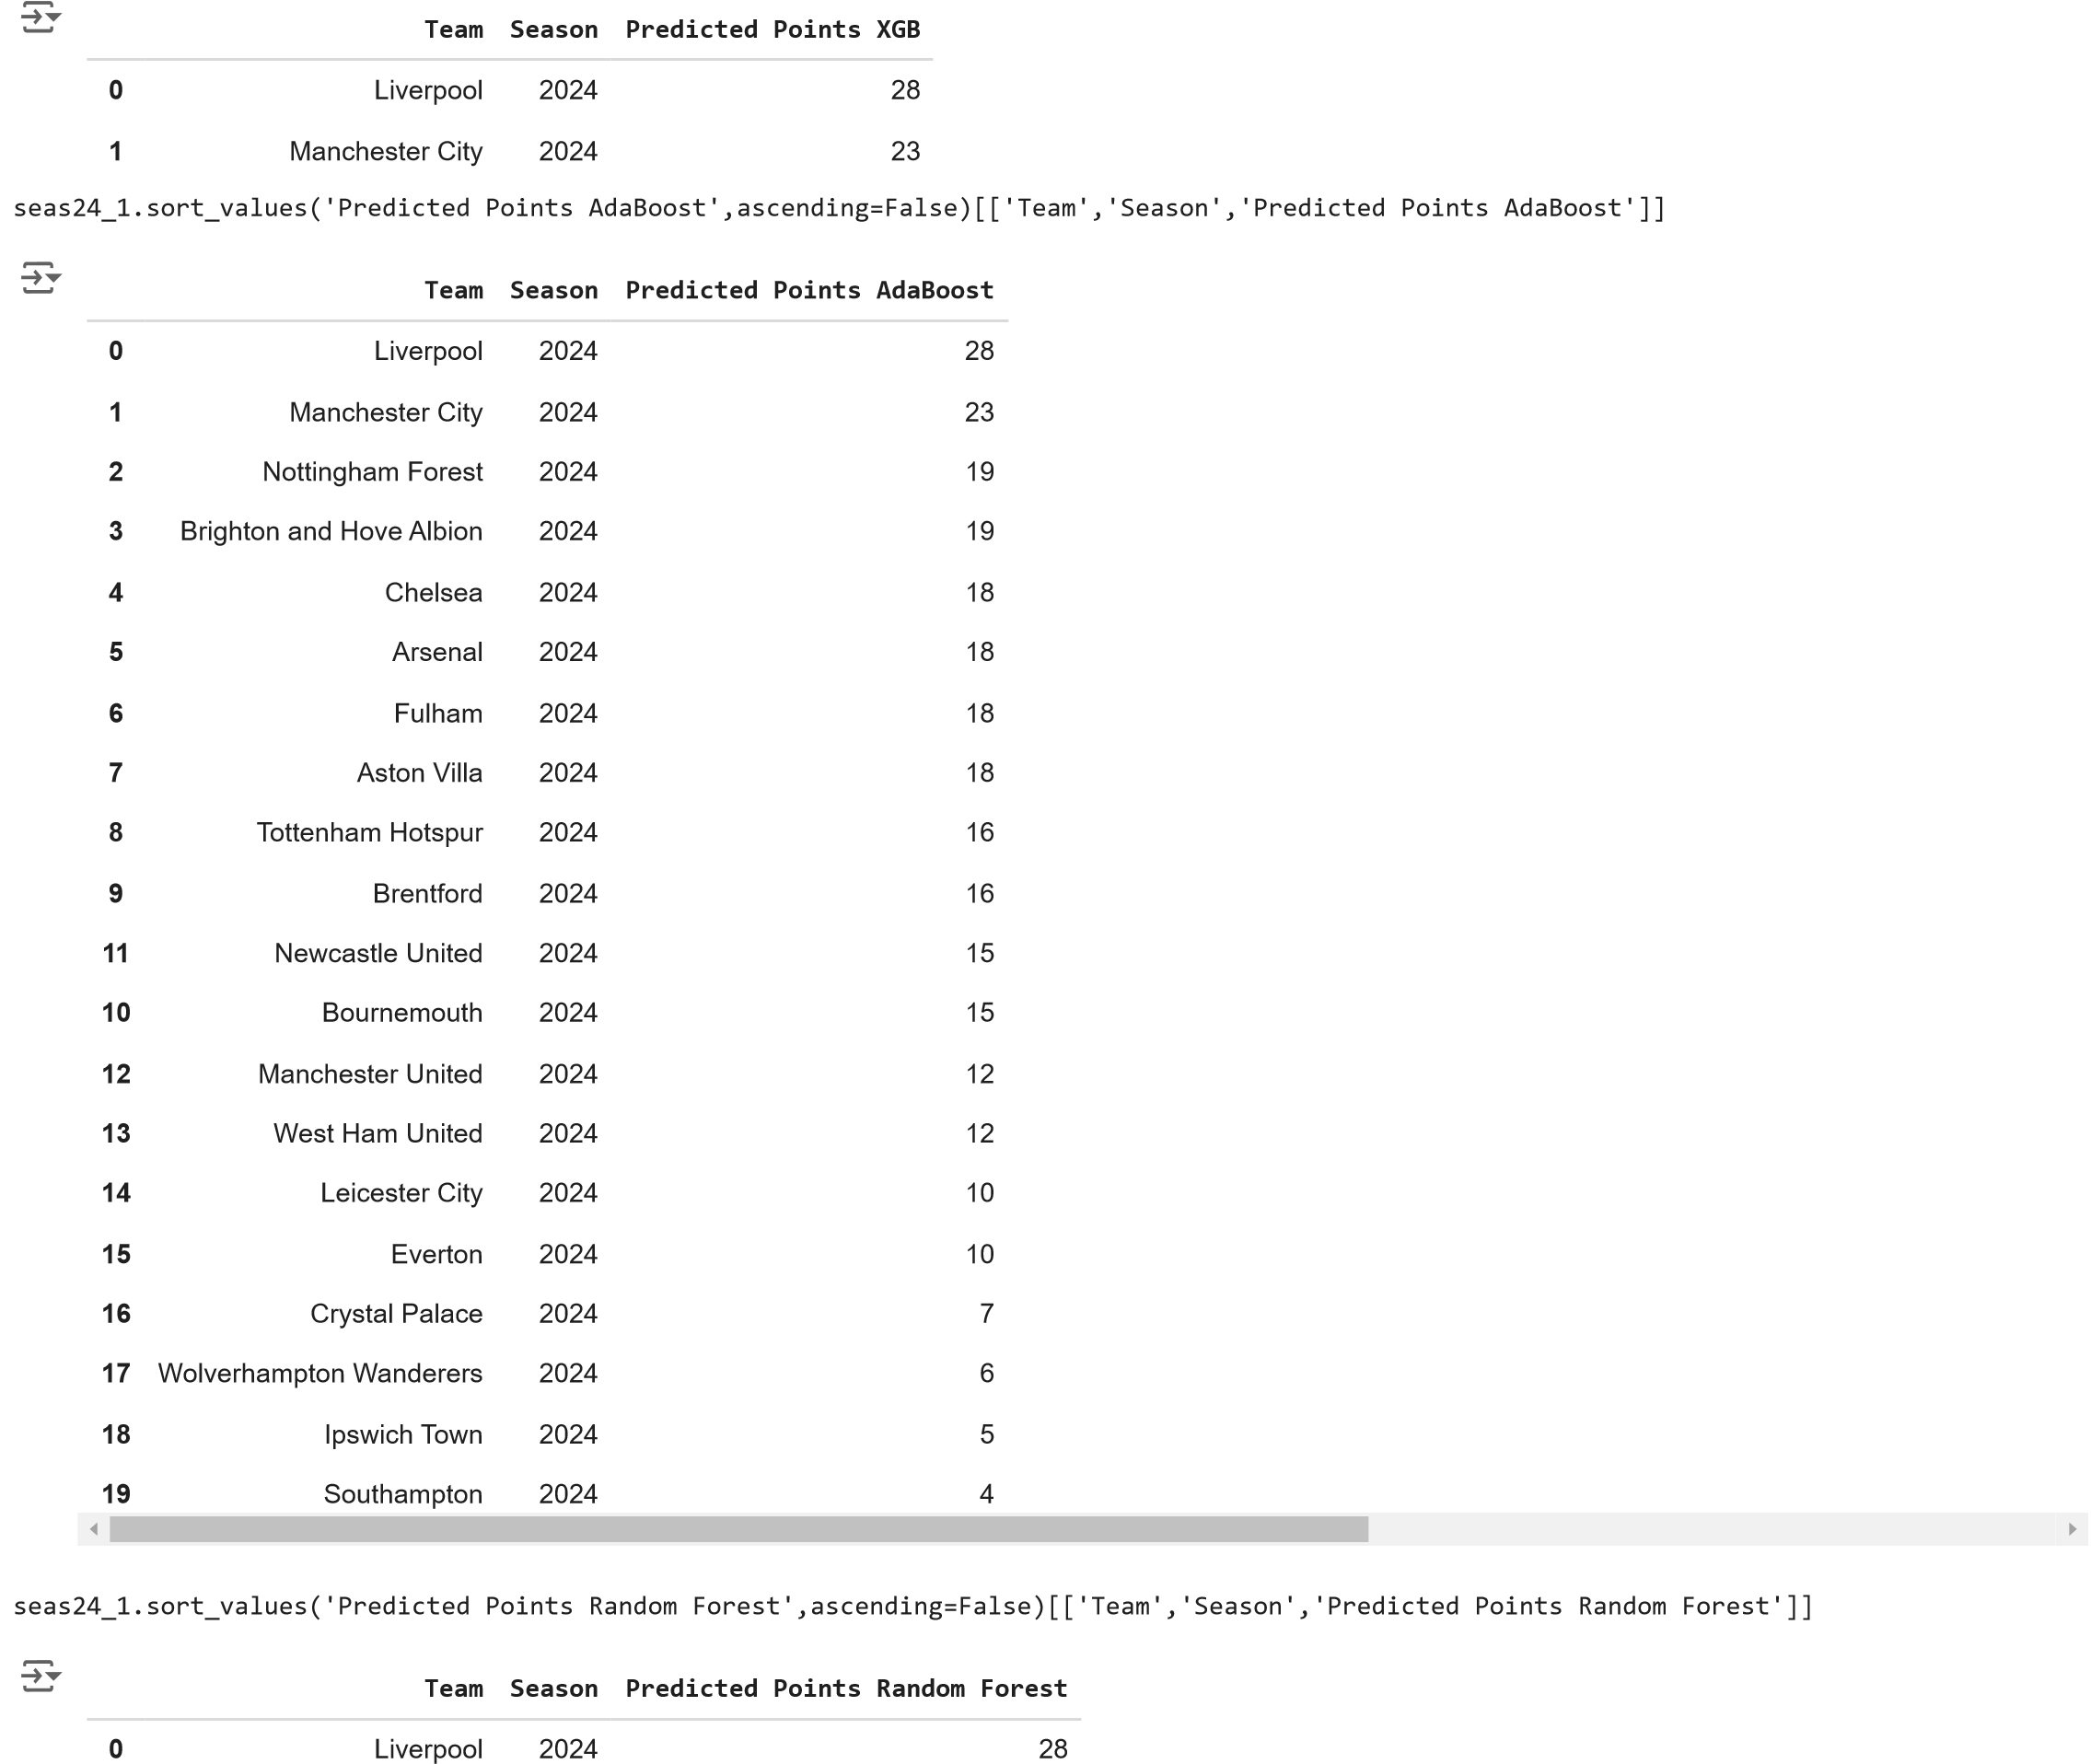 Team Season Predicted Points XGB
0 Liverpool 2024 28
1 Manchester City 2024 23
seas24_1.sort_values('Predicted Points AdaBoost',ascending=False)[['Team','Season','Predicted Points AdaBoost']]
Team Season Predicted Points AdaBoost
0 Liverpool 2024 28
1 Manchester City 2024 23
2 Nottingham Forest 2024 19
3 Brighton and Hove Albion 2024 19
4 Chelsea 2024 18
5 Arsenal 2024 18
6 Fulham 2024 18
7 Aston Villa 2024 18
8 Tottenham Hotspur 2024 16
9 Brentford 2024 16
11 Newcastle United 2024 15
10 Bournemouth 2024 15
12 Manchester United 2024 12
13 West Ham United 2024 12
14 Leicester City 2024 10
15 Everton 2024 10
16 Crystal Palace 2024 7
17 Wolverhampton Wanderers 2024 6
18 Ipswich Town 2024 5
19 Southampton 2024 4
seas24_1.sort_values('Predicted Points Random Forest',ascending=False)[['Team','Season','Predicted Points Random Forest']]
Team Season Predicted Points Random Forest
0 Liverpool 2024 28